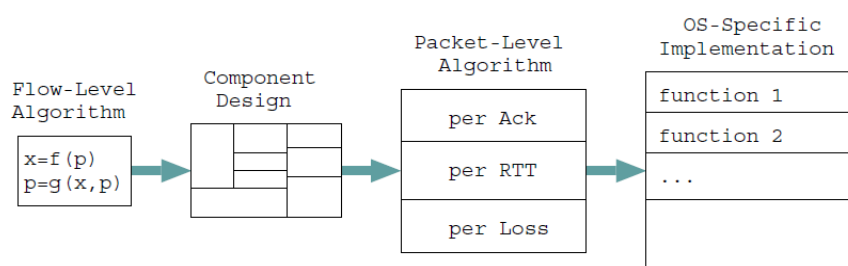 Flow-Level
Algorithm
x=f(p)
p=g(x,p)
Component
Design
Packet-Level
Algorithm
per Ack
per RTT
per Loss
OS-Specific
Implementation
function 1
function 2
...